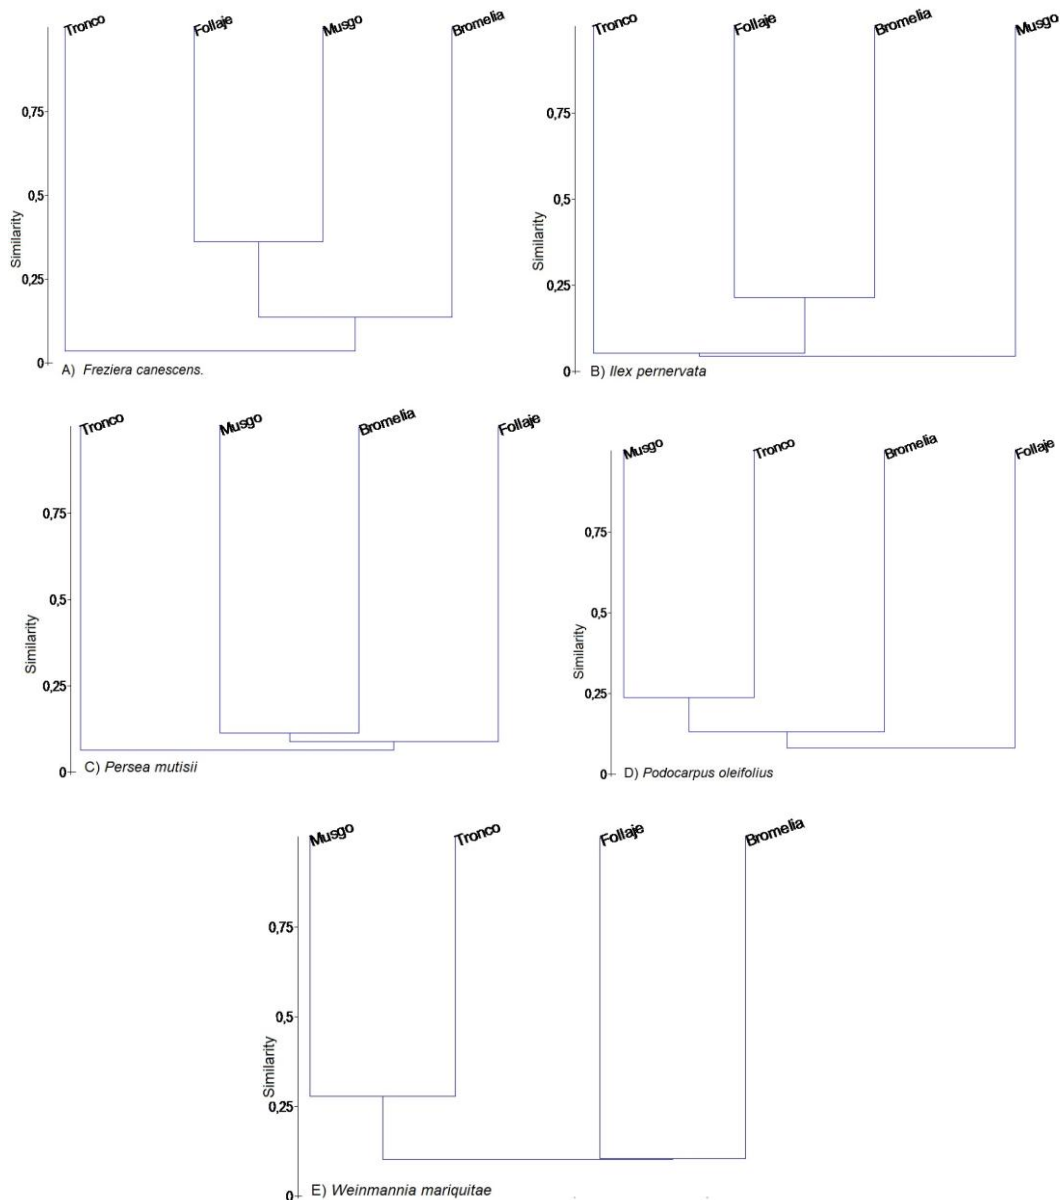 Tronco Follaje Musgo Bromelia
0,75
0,5
0,25
0
Similarity
A) Freziera canescens.
Tronco Follaje Bromelia Musgo
0,75
0,5
0,25
0
Similarity
B) Ilex pernervata
Tronco Musgo Bromelia Follaje
0,75
0,5
0,25
0
Similarity
C) Persea mutisii
Musgo Tronco Bromelia Follaje
0,75
0,5
0,25
0
Similarity
D) Podocarpus oleifolius
Musgo Tronco Follaje Bromelia
0,75
0,5
0,25
0
Similarity
E) Weinmannia mariquitae